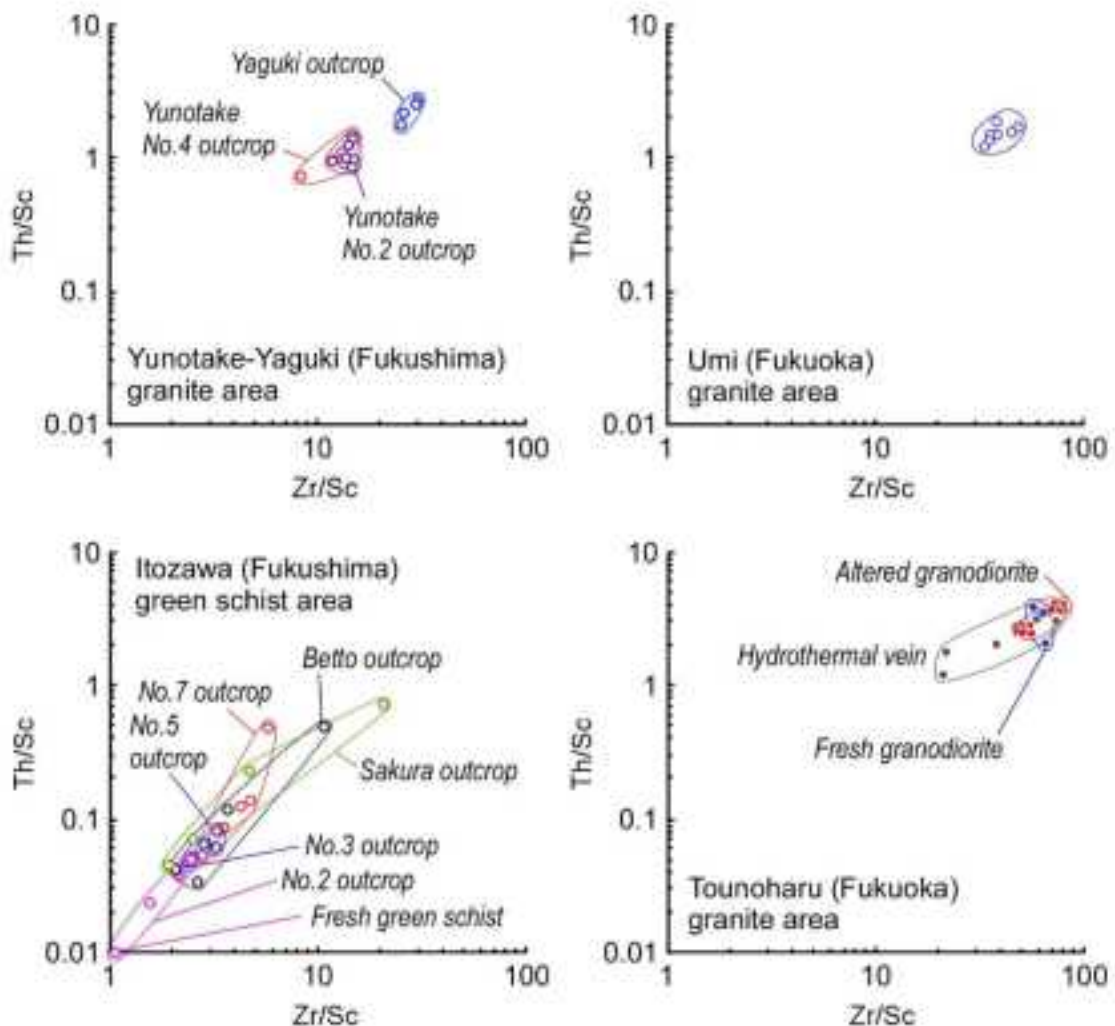 10
Yaguki outcrop
Yunotake
No.4 outcrop
1
Th/Sc
Yunotake
No.2 outcrop
0.1
Yunotake-Yaguki (Fukushima)
granite area
0.01
1
10
100
Zr/Sc
10
1
Th/Sc
0.1
Umi (Fukuoka)
granite area
0.01
1
10
100
Zr/Sc
10
Itozawa (Fukushima)
green schist area
Betto outcrop
1
No.7 outcrop
No.5
outcrop
Th/Sc
Sakura outcrop
0.1
No.3 outcrop
No.2 outcrop
Fresh green schist
0.01
1
10
100
Zr/Sc
10
Altered granodiorite
Hydrothermal vein
1
Fresh granodiorite
Th/Sc
0.1
Tounoharu (Fukuoka)
granite area
0.01
1
10
100
Zr/Sc